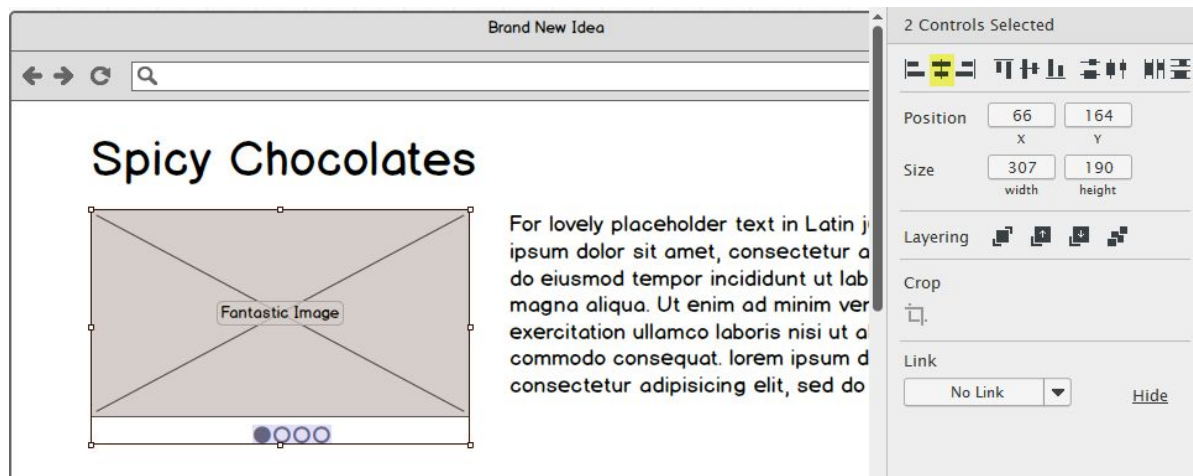 Brand New Idea
2 Controls Selected
Spicy Chocolates
Fantastic Image
For lovely placeholder text in Latin
ipsum dolor sit amet, consectetur
do eiusmod tempor incididunt ut lab
magna aliqua. Ut enim ad minim ver
exercitation ullamco laboris nisi ut
commodo consequat. lorem ipsum d
consectetur adipisicing elit, sed do
Position
66
164
X
Y
Size
307
190
width
height
Layering
Crop
Link
No Link
Hide